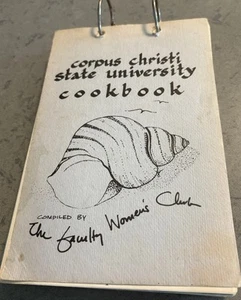 corpus christi
state university
cookbook
COMPILED BY
The Faculty Women's Club